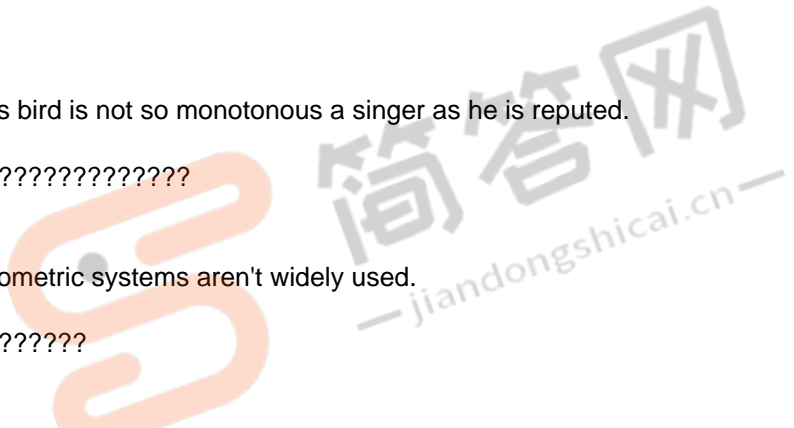 s bird is not so monotonous a singer as he is reputed.
?????????????
ometric systems aren't widely used.
??????
简答网
jiandongshicai.cn